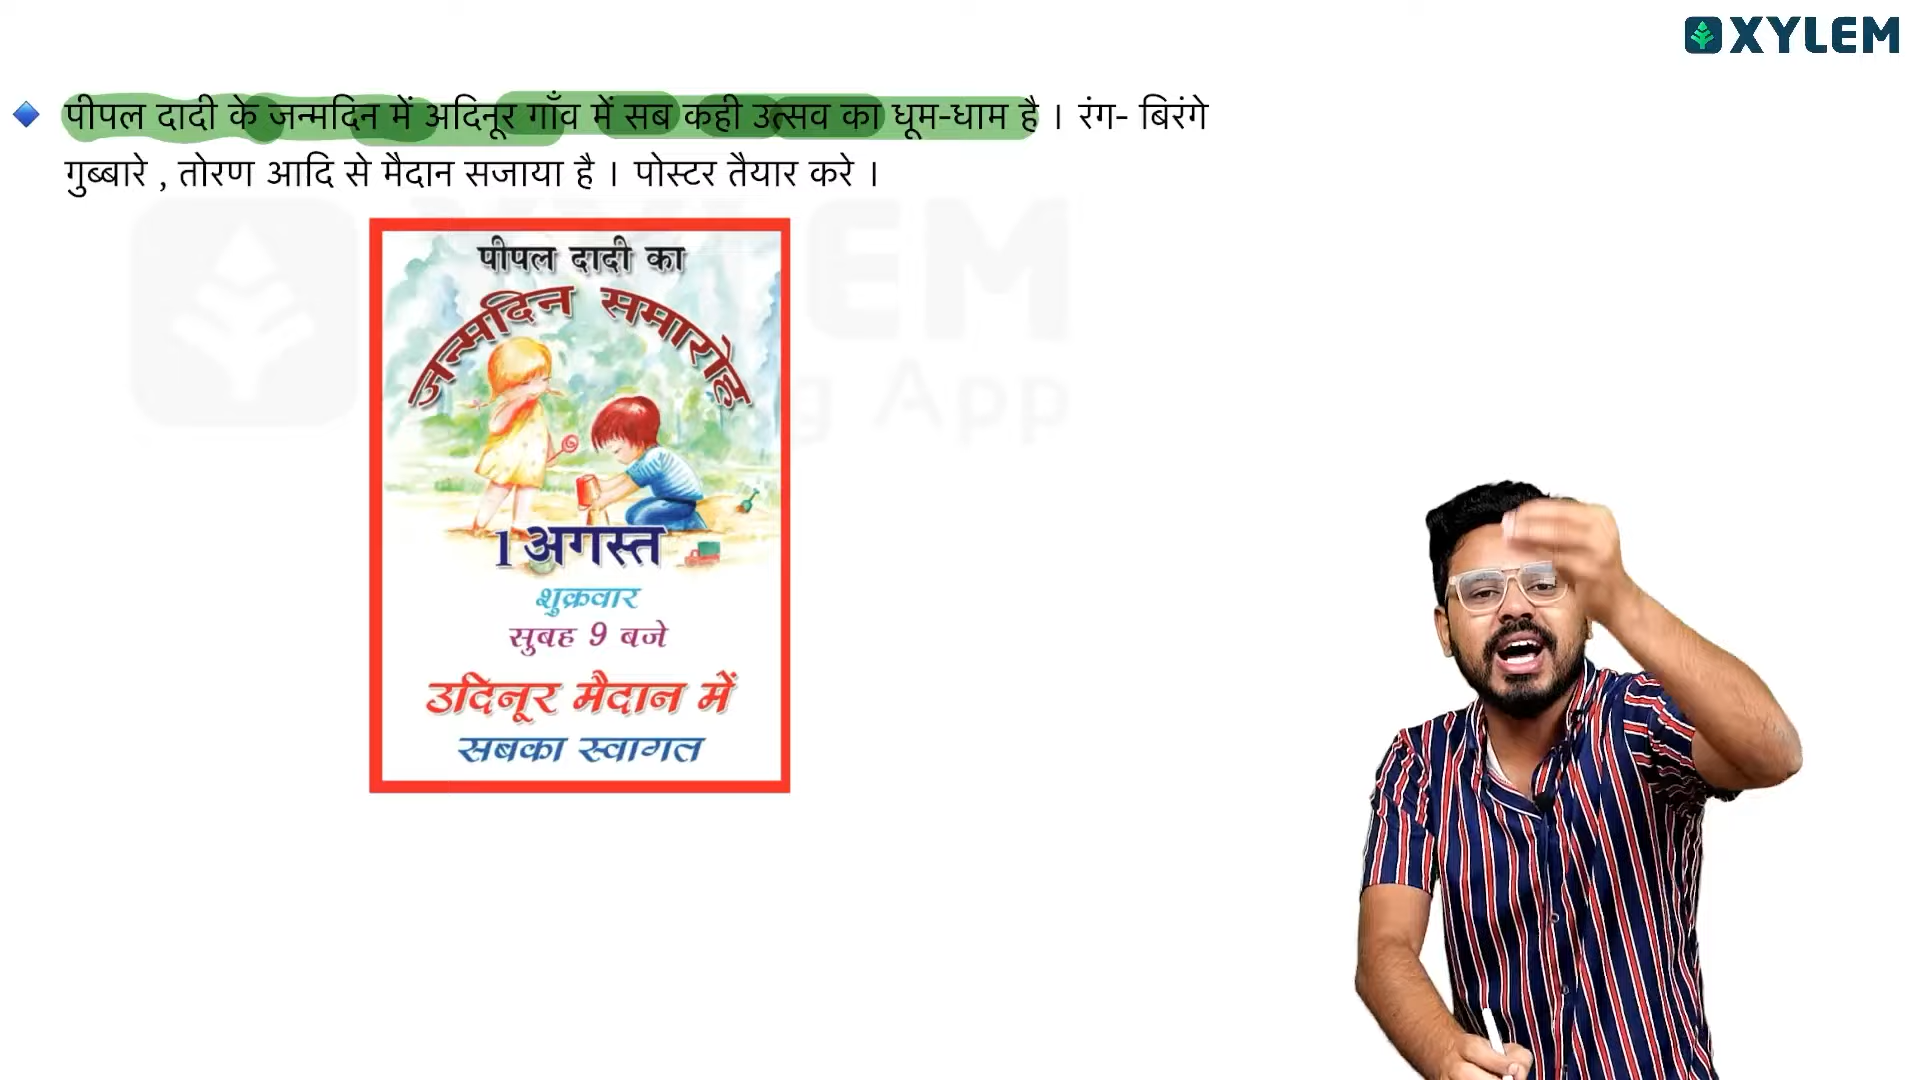 XYLEM
पीपल दादी के जन्मदिन में अदिनूर गाँव में सब कही उत्सव का धूम-धाम है । रंग- बिरंगे
गुब्बारे , तोरण आदि से मैदान सजाया है । पोस्टर तैयार करे ।
पीपल दादी का
जन्मदिन समारोह
1 अगस्त
शुक्रवार
सुबह 9 बजे
उदिनूर मैदान में
सबका स्वागत